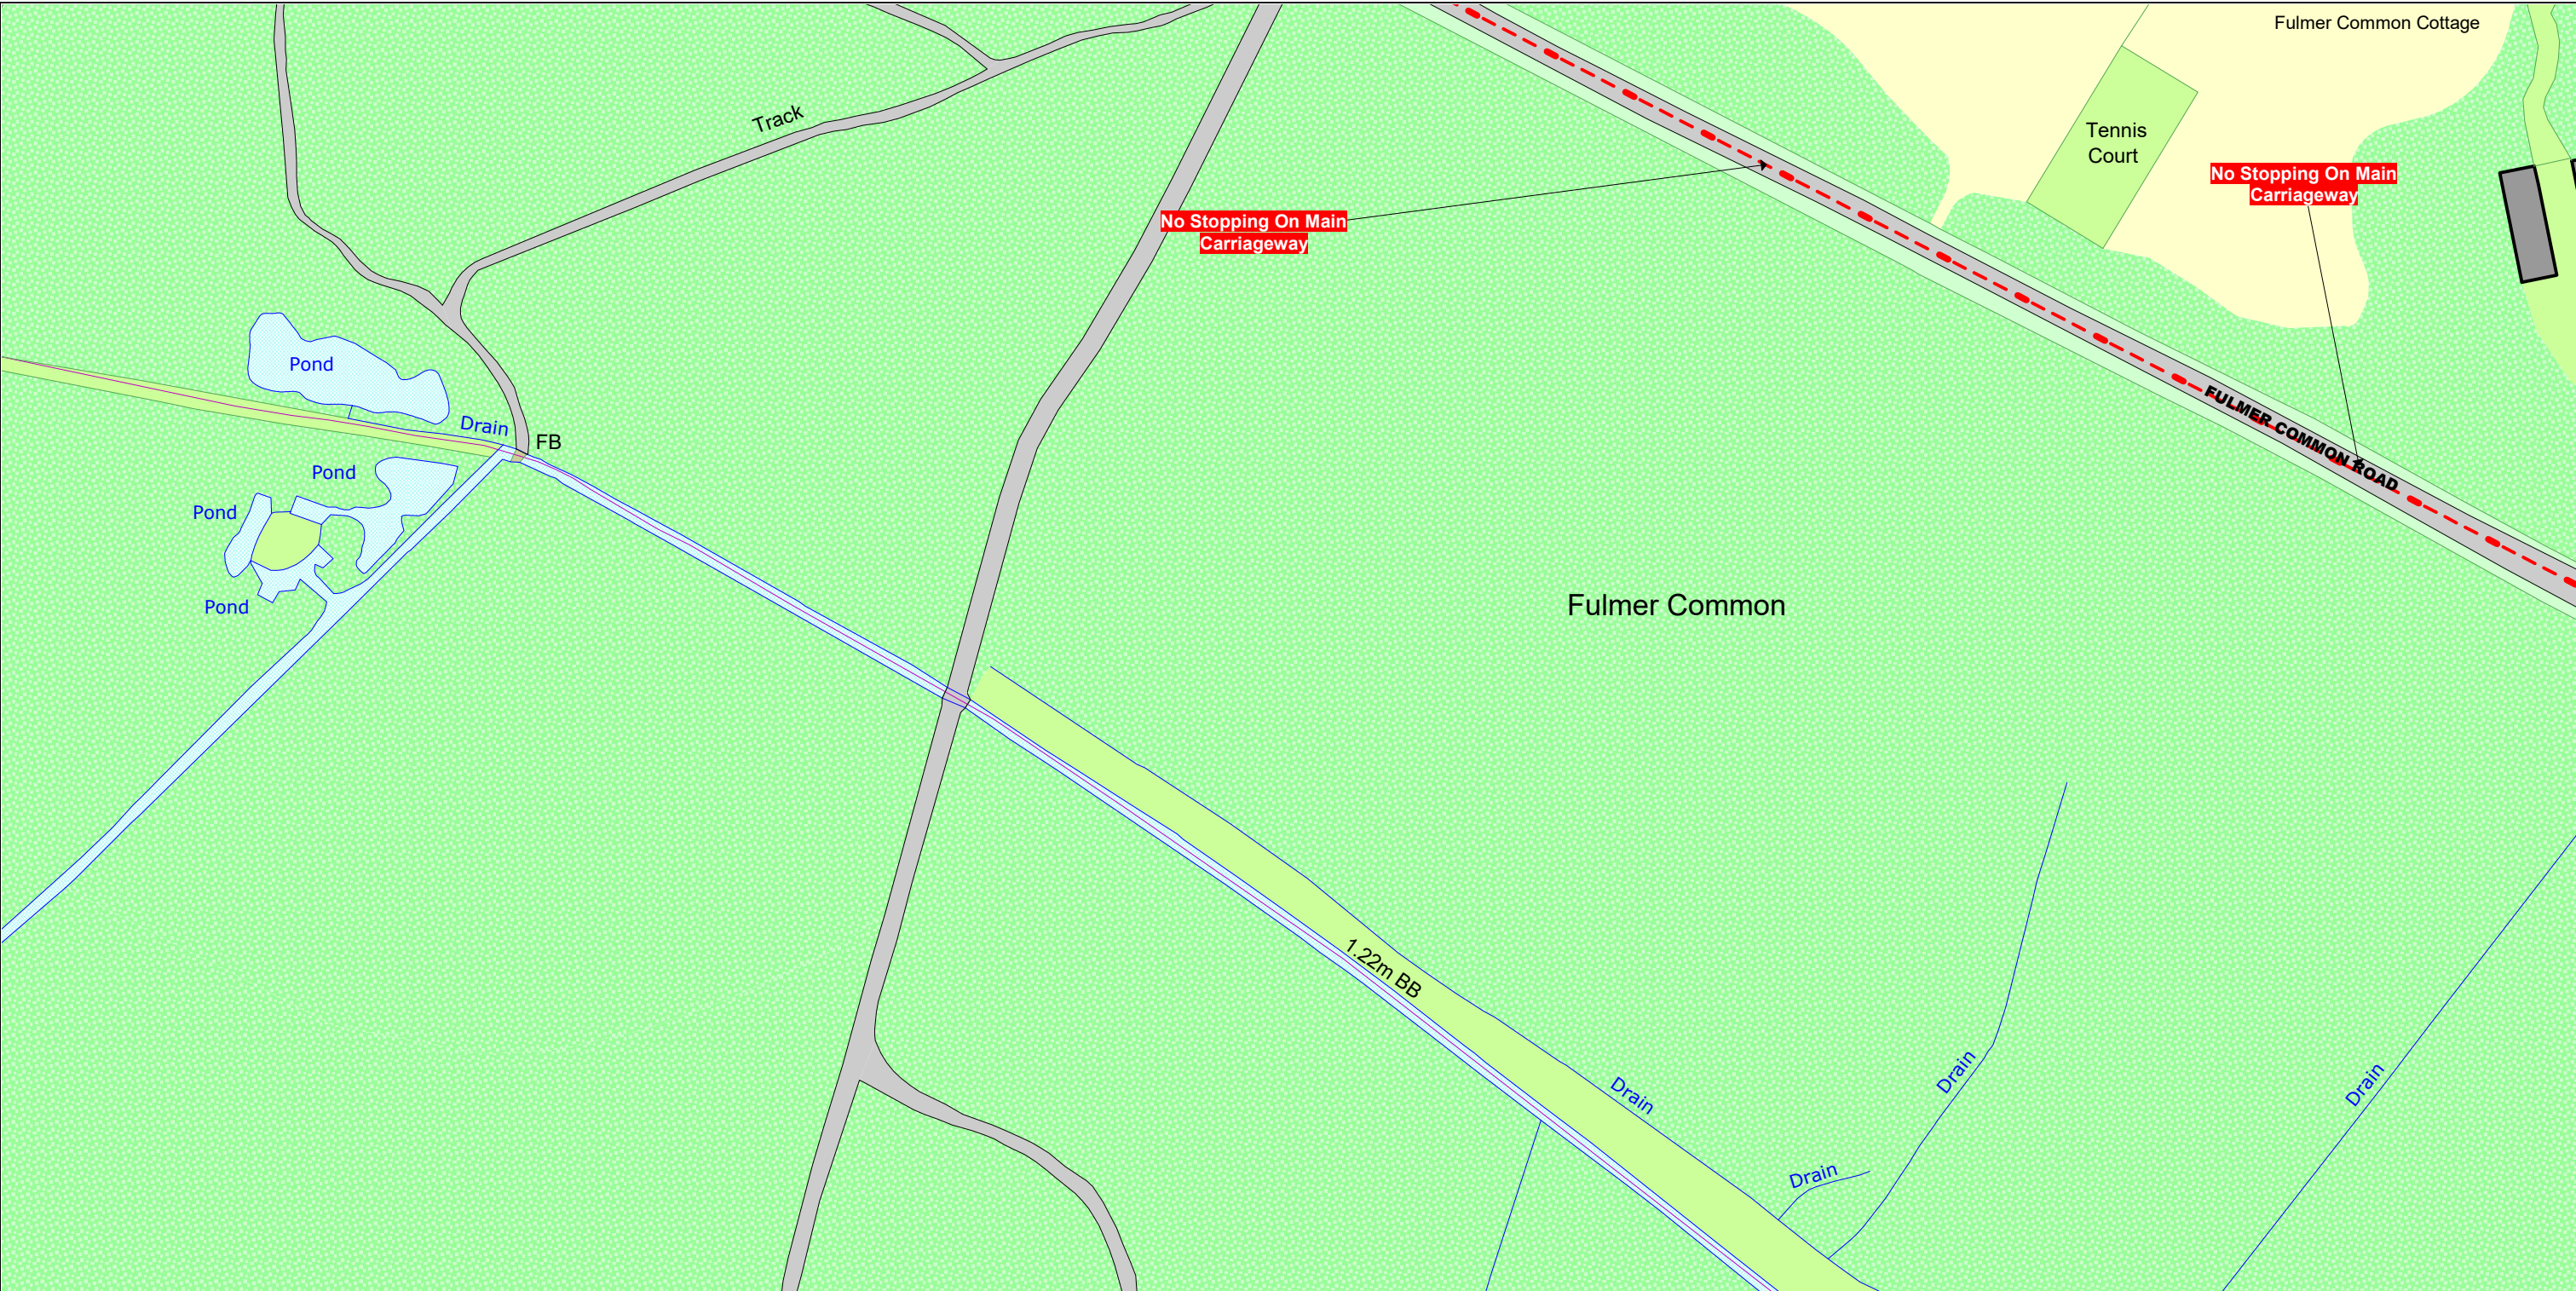 Fulmer Common Cottage
Track
Tennis
Court
No Stopping On Main
Carriageway
No Stopping On Main
Carriageway
Pond
FULMER COMMON ROAD
Drain
FB
Pond
Pond
Pond
Fulmer Common
1.22m BB
Drain
Drain
Drain
Drain